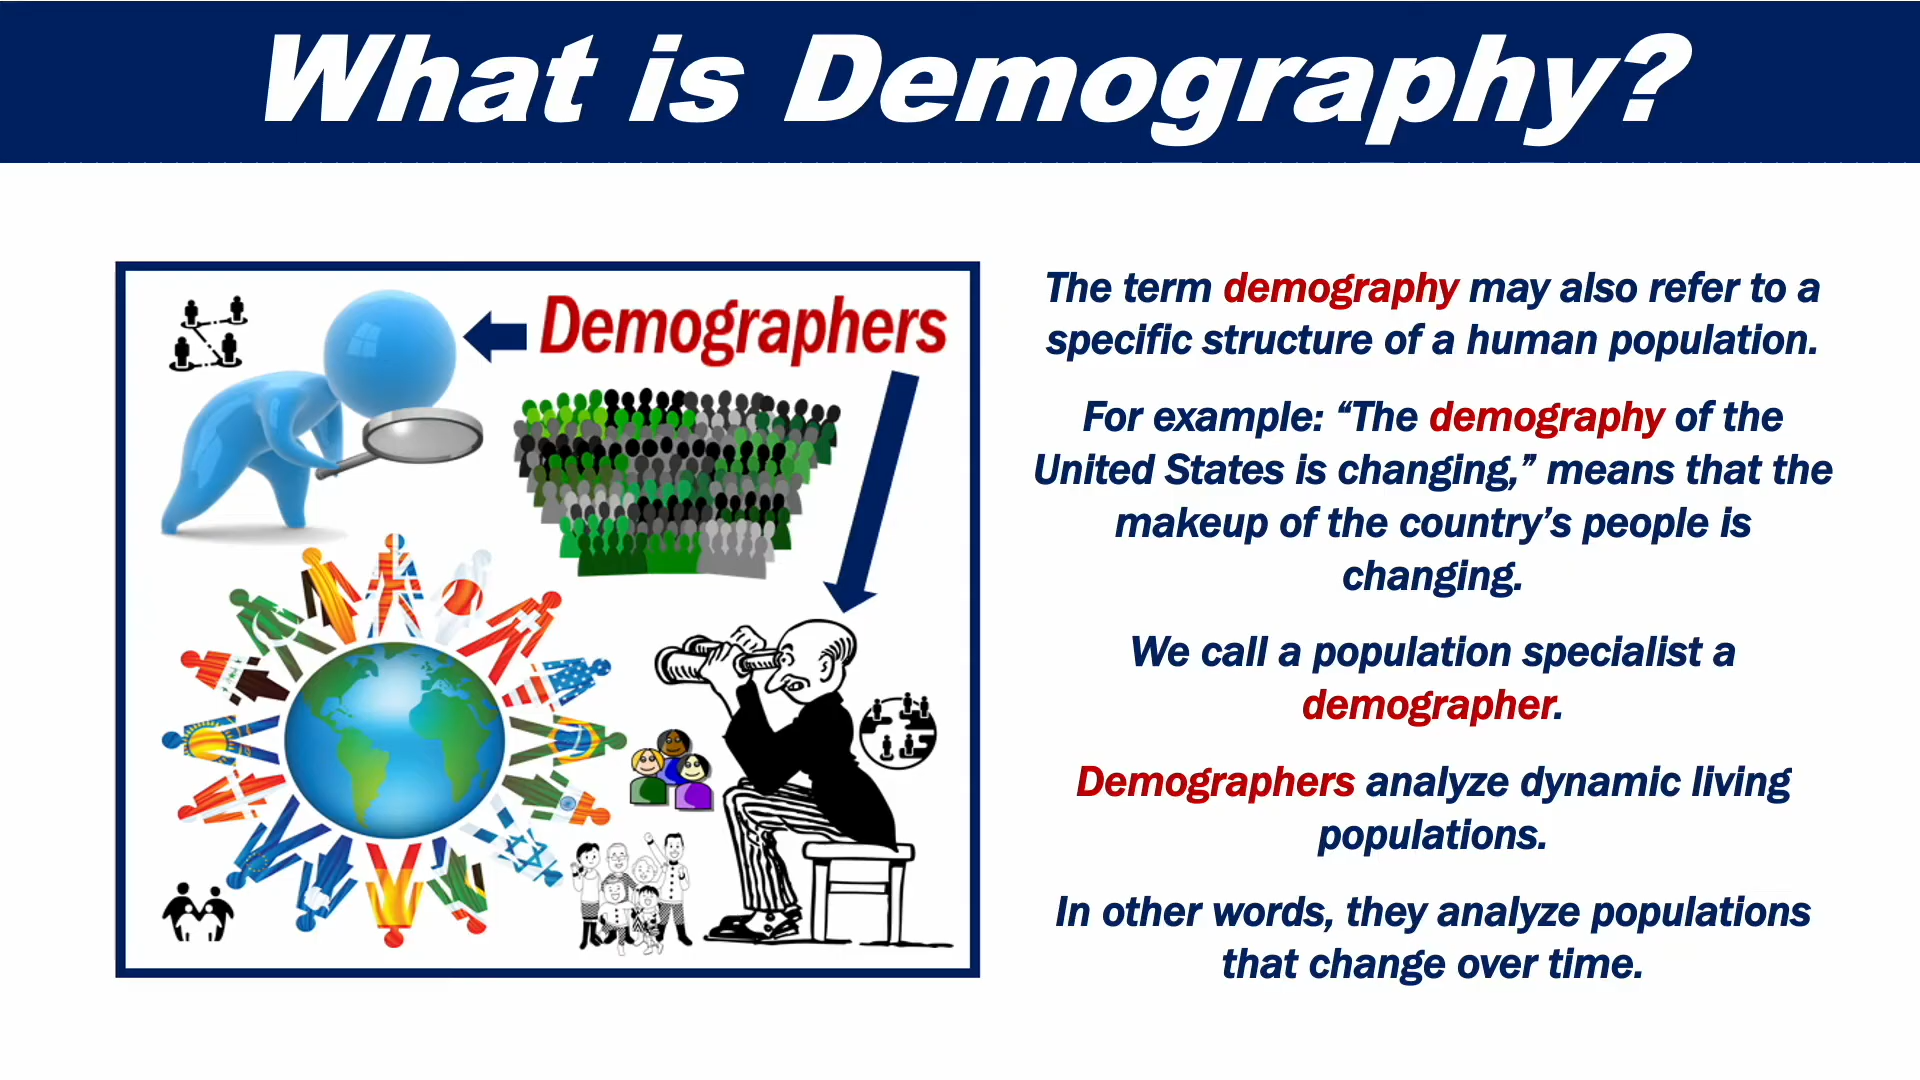 What is Demography?
Demographers
The term demography may also refer to a
specific structure of a human population.
For example: “The demography of the
United States is changing,” means that the
makeup of the country’s people is
changing.
We call a population specialist a
demographer.
Demographers analyze dynamic living
populations.
In other words, they analyze populations
that change over time.